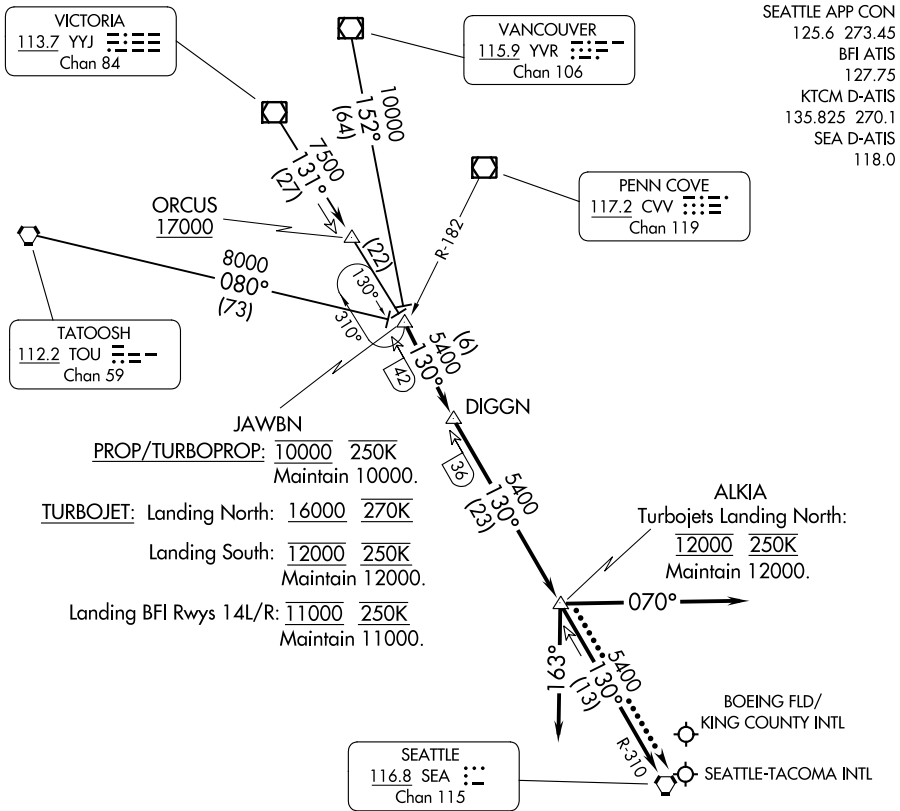 VICTORIA
113.7 YYJ
Chan 84
VANCOUVER
115.9 YVR
Chan 106
SEATTLE APP CON
125.6 273.45
BFI ATIS
127.75
KTCM D-ATIS
135.825 270.1
SEA D-ATIS
118.0
10000
152°
(64)
7500
131°
(27)
PENN COVE
117.2 CVV
Chan 119
ORCUS
17000
R-182
(22)
8000
080°
(73)
130°
310°
TATOOSH
112.2 TOU
Chan 59
(6)
5400
130°
42
DIGGN
JAWBN
PROP/TURBOPROP: 10000 250K
Maintain 10000.
TURBOJET: Landing North: 16000 270K
Landing South: 12000 250K
Maintain 12000.
Landing BFI Rwys 14L/R: 11000 250K
Maintain 11000.
36
5400
130°
(23)
ALKIA
Turbojets Landing North:
12000 250K
Maintain 12000.
070°
163°
5400
130°
(13)
R-310
BOEING FLD/
KING COUNTY INTL
SEATTLE-TACOMA INTL
SEATTLE
116.8 SEA
Chan 115